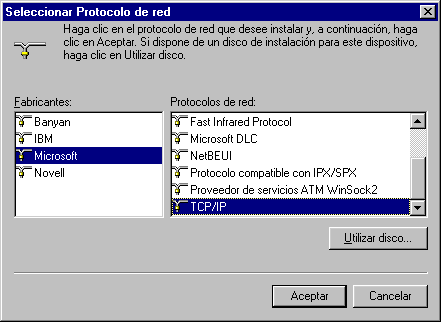 Seleccionar Protocolo de red
Haga clic en el protocolo de red que desee instalar y, a continuación, haga
clic en Aceptar. Si dispone de un disco de instalación para este dispositivo,
haga clic en Utilizar disco.
Fabricantes:
Banyan
IBM
Microsoft
Novell
Protocolos de red:
Fast Infrared Protocol
Microsoft DLC
NetBEUI
Protocolo compatible con IPX/SPX
Proveedor de servicios ATM WinSock2
TCP/IP
Utilizar disco...
Aceptar
Cancelar